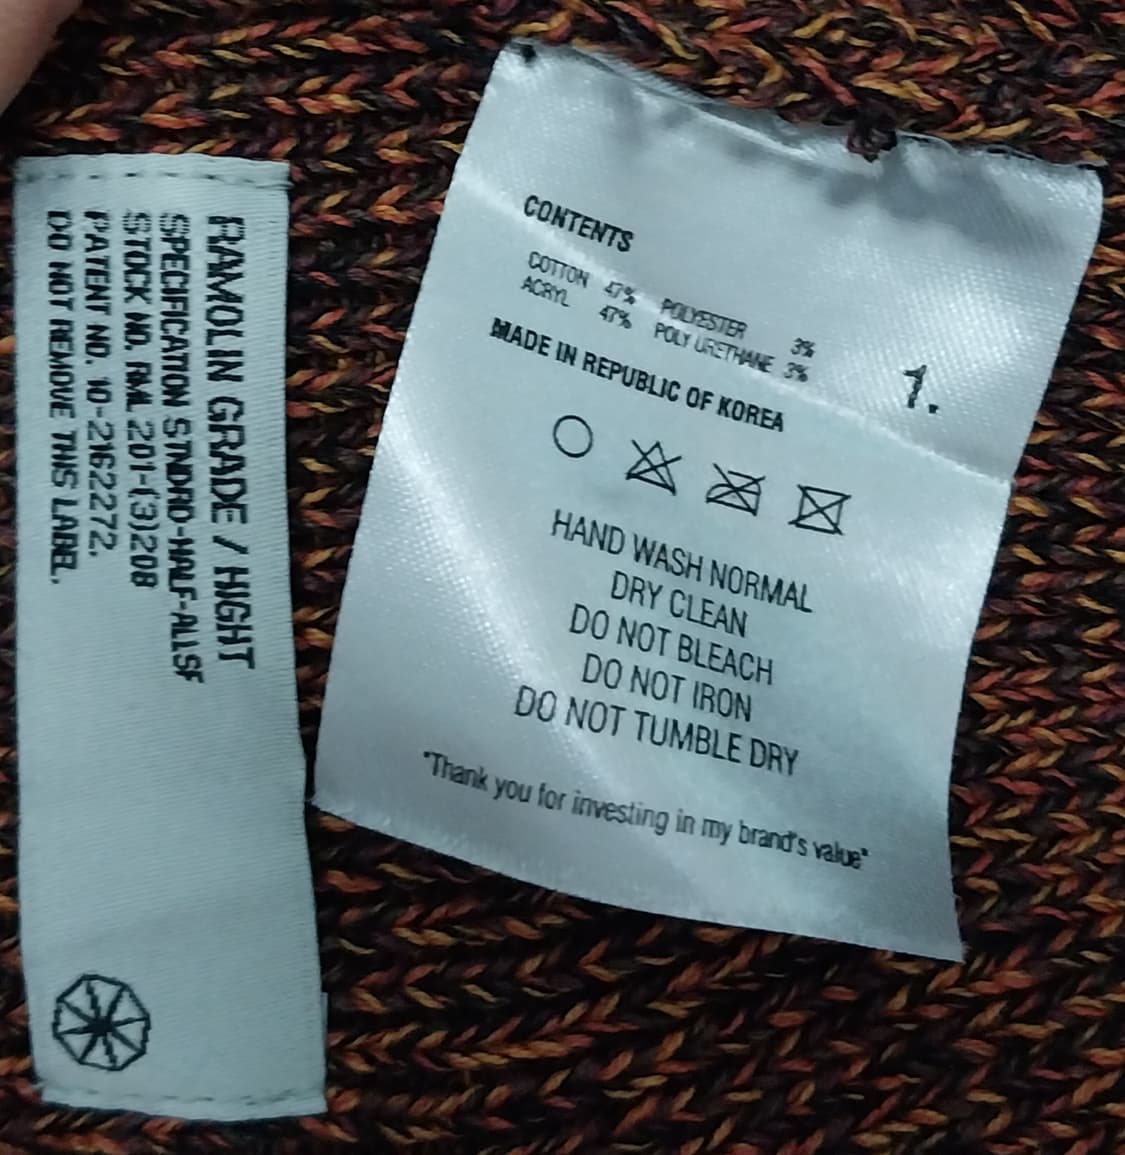 RAMOLIN GRADE / HIGHT
SPECIFICATION STNDRD-HALF-ALLSF
STOCK NO. RML 201-(3)208
PATENT NO. 10-2162272.
DO NOT REMOVE THIS LABEL.
CONTENTS
COTTON 47% POLYESTER 3%
ACRYL 47% POLY URETHANE 3%
MADE IN REPUBLIC OF KOREA
1.
HAND WASH NORMAL
DRY CLEAN
DO NOT BLEACH
DO NOT IRON
DO NOT TUMBLE DRY
"Thank you for investing in my brand's value"